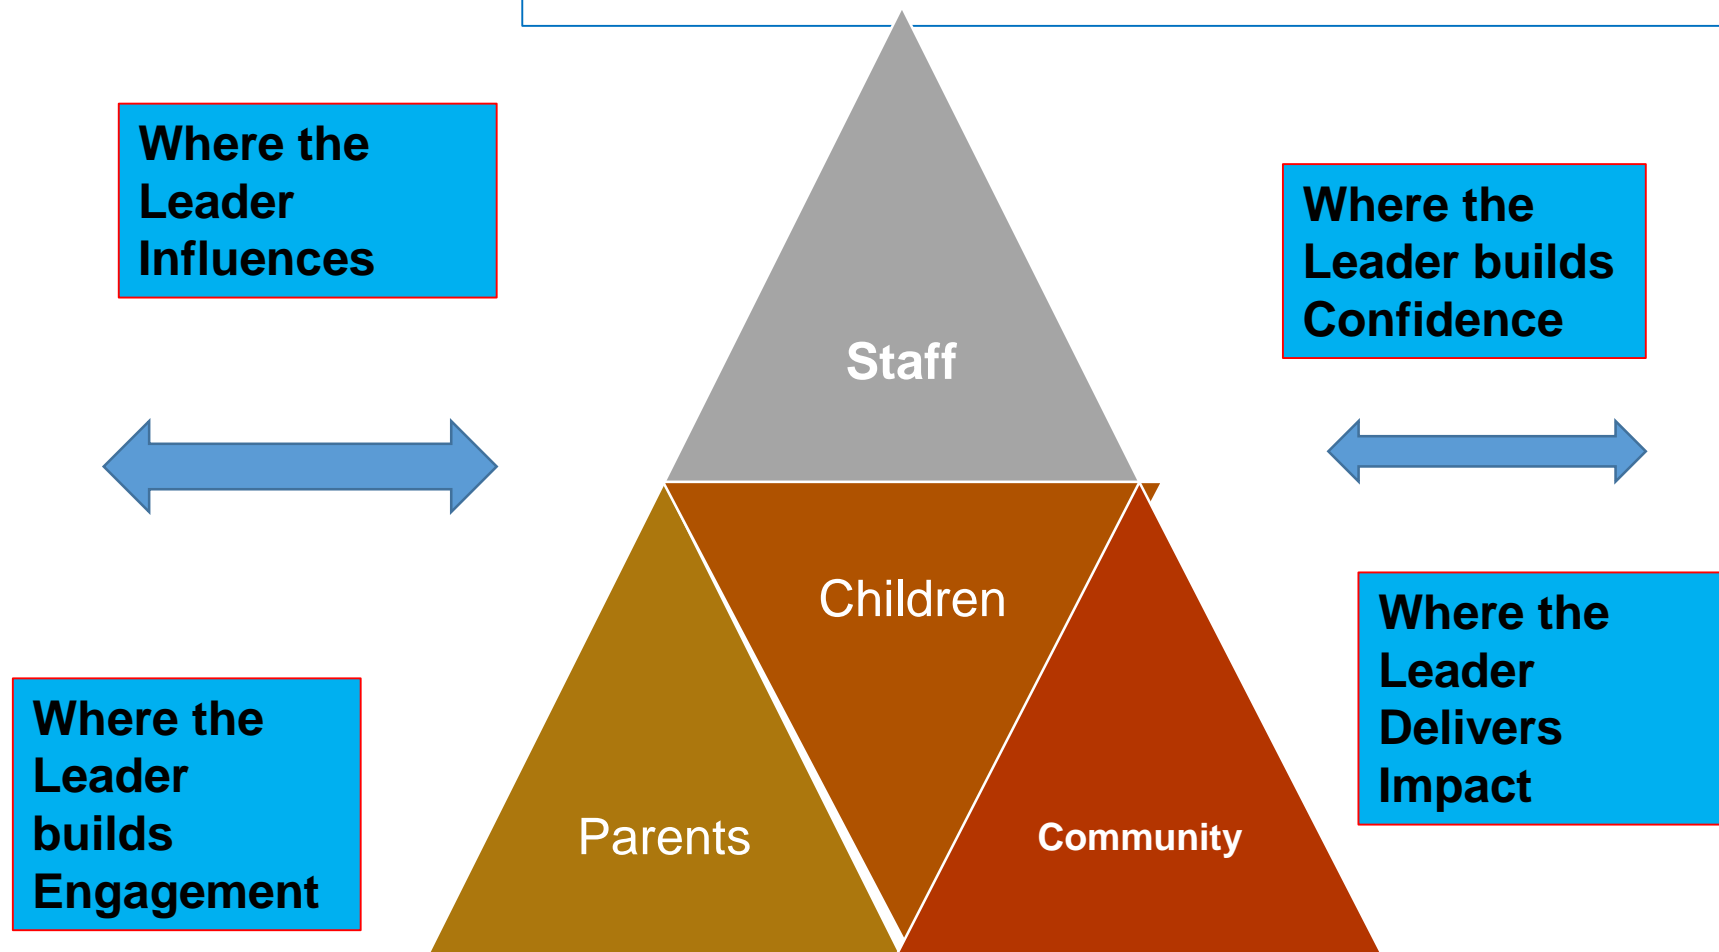 Where the
Leader
Influences
Where the
Leader builds
Confidence
Staff
Children
Where the
Leader
Delivers
Impact
Where the
Leader
builds
Engagement
Parents
Community